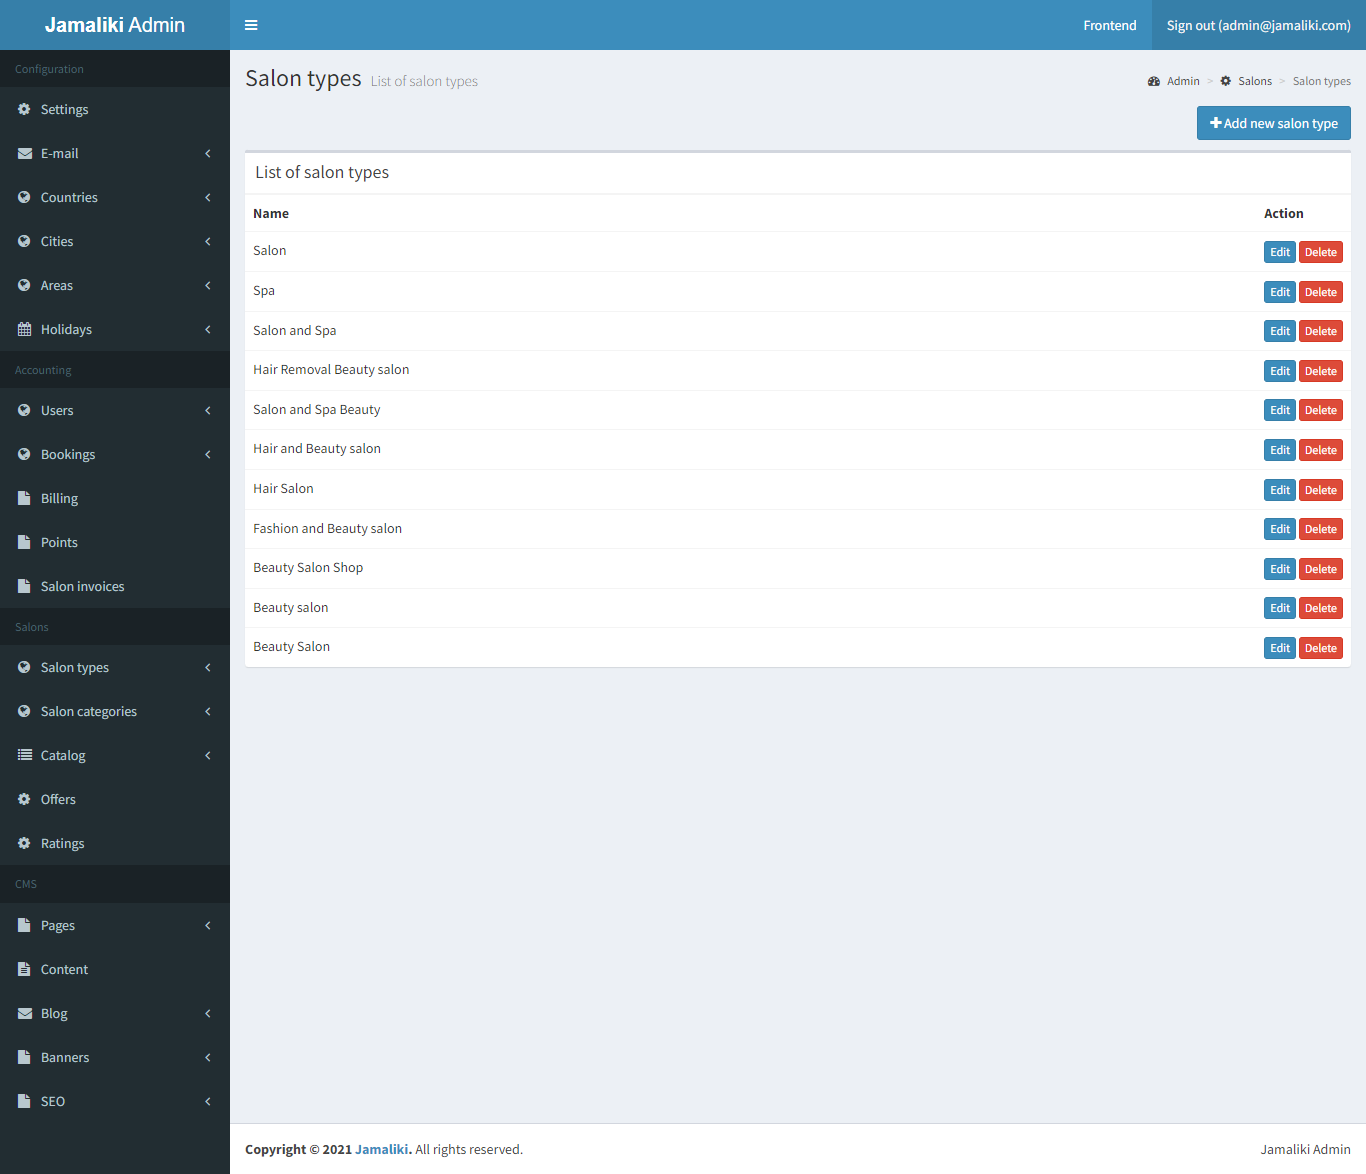 Jamaliki Admin
Frontend
Sign out (admin@jamaliki.com)
Configuration
Settings
E-mail
Countries
Cities
Areas
Holidays
Accounting
Users
Bookings
Billing
Points
Salon invoices
Salons
Salon types
Salon categories
Catalog
Offers
Ratings
CMS
Pages
Content
Blog
Banners
SEO
Salon types List of salon types
Admin > Salons > Salon types
Add new salon type
List of salon types
Name Action
Salon Edit Delete
Spa Edit Delete
Salon and Spa Edit Delete
Hair Removal Beauty salon Edit Delete
Salon and Spa Beauty Edit Delete
Hair and Beauty salon Edit Delete
Hair Salon Edit Delete
Fashion and Beauty salon Edit Delete
Beauty Salon Shop Edit Delete
Beauty salon Edit Delete
Beauty Salon Edit Delete
Copyright © 2021 Jamaliki. All rights reserved.
Jamaliki Admin